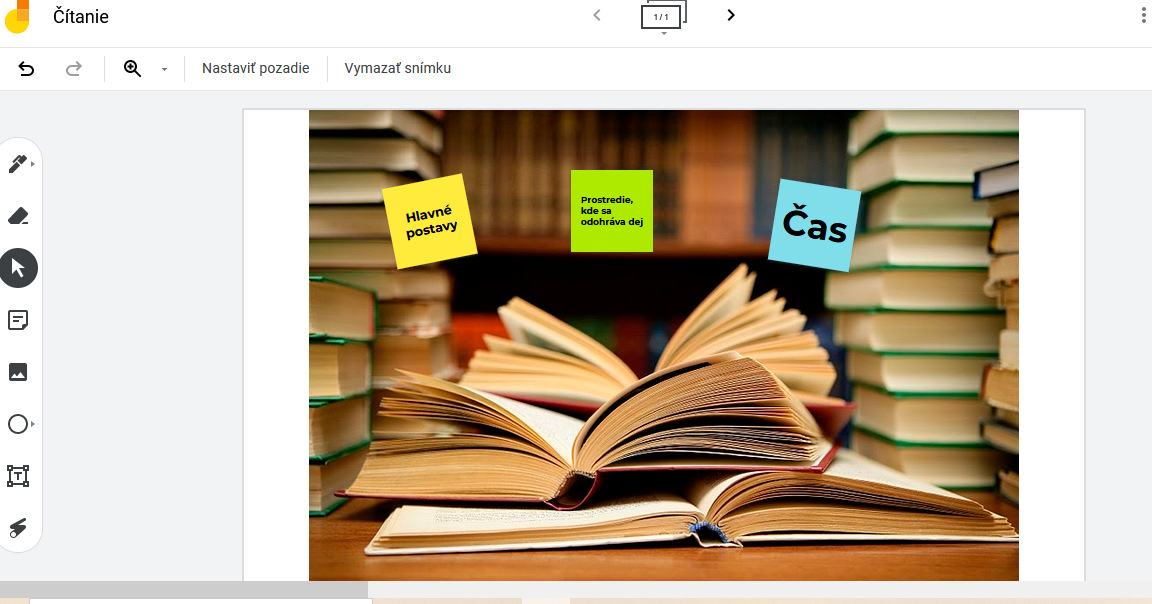 Čítanie
1 / 1
Nastaviť pozadie
Vymazať snímku
Hlavné
postavy
Prostredie,
kde sa
odohráva dej
Čas
T